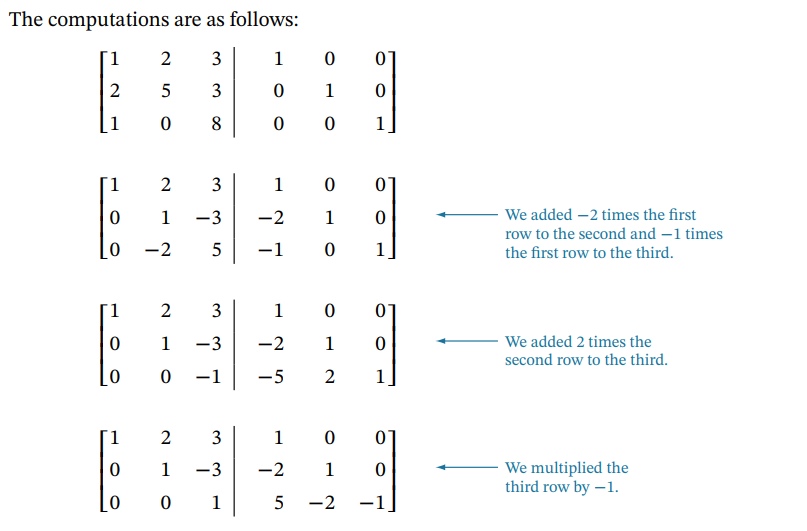 The computations are as follows:
[1 2 3 | 1 0 0]
[2 5 3 | 0 1 0]
[1 0 8 | 0 0 1]
[1 2 3 | 1 0 0]
[0 1 −3 | −2 1 0]
[0 −2 5 | −1 0 1]
We added −2 times the first
row to the second and −1 times
the first row to the third.
[1 2 3 | 1 0 0]
[0 1 −3 | −2 1 0]
[0 0 −1 | −5 2 1]
We added 2 times the
second row to the third.
[1 2 3 | 1 0 0]
[0 1 −3 | −2 1 0]
[0 0 1 | 5 −2 −1]
We multiplied the
third row by −1.